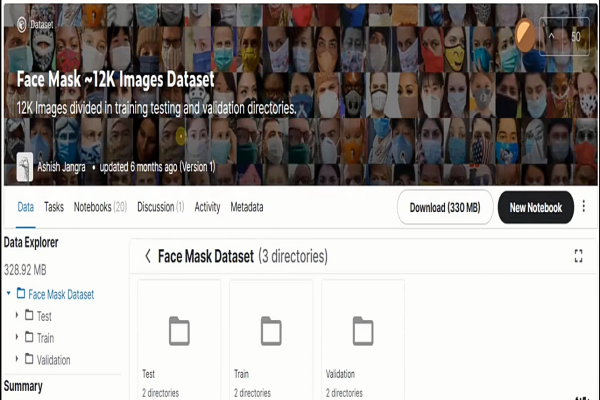 Dataset
50
Face Mask ~12K Images Dataset
12K Images divided in training testing and validation directories.
Ashish Jangra • updated 6 months ago (Version 1)
Data Tasks Notebooks (20) Discussion (1) Activity Metadata Download (330 MB) New Notebook
Data Explorer
328.92 MB
Face Mask Dataset
Test
Train
Validation
Summary
Face Mask Dataset (3 directories)
Test
2 directories
Train
2 directories
Validation
2 directories